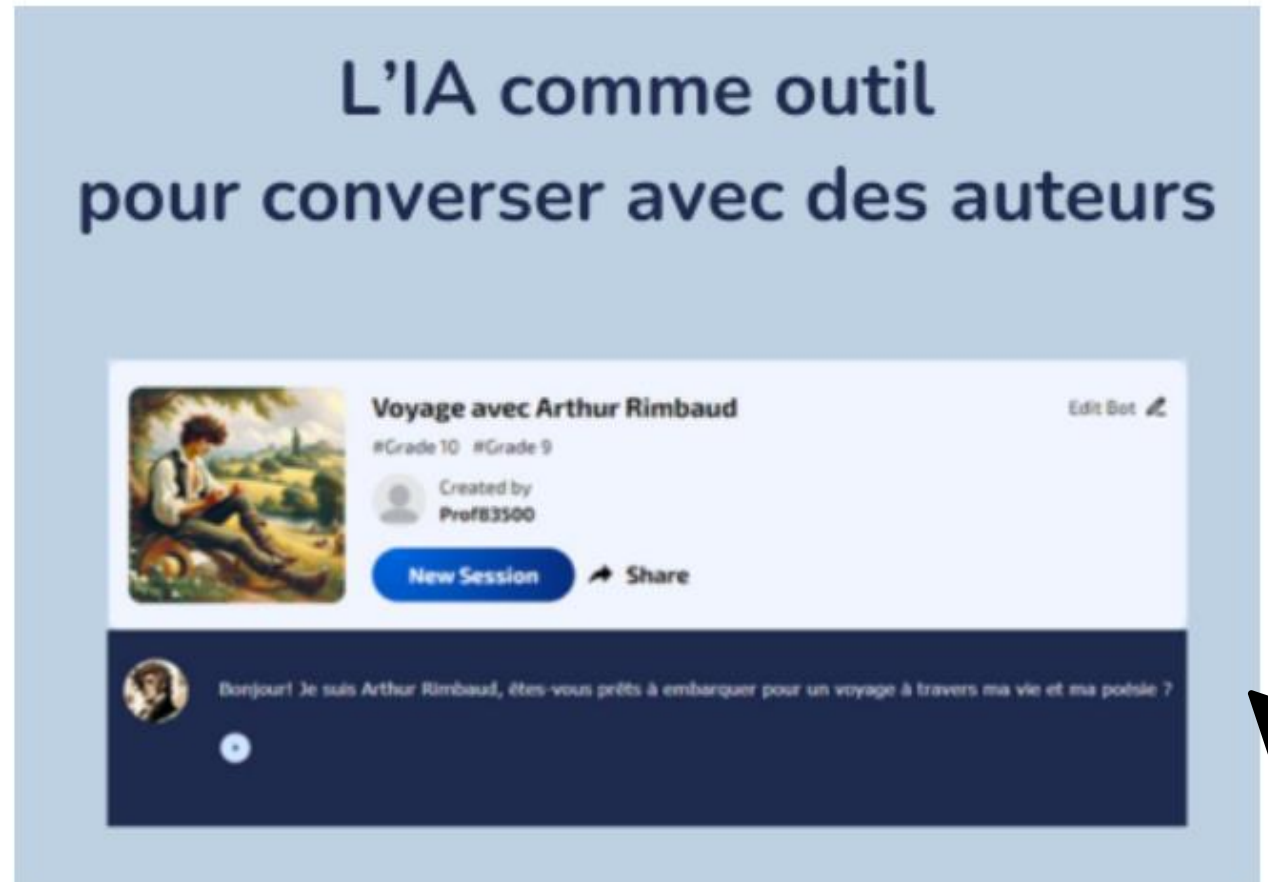 L'IA comme outil
pour converser avec des auteurs
Voyage avec Arthur Rimbaud
Edit Bot
#Grade 10 #Grade 9
Created by
Prof83500
New Session
Share
Bonjour! Je suis Arthur Rimbaud, êtes-vous prêts à embarquer pour un voyage à travers ma vie et ma poésie ?